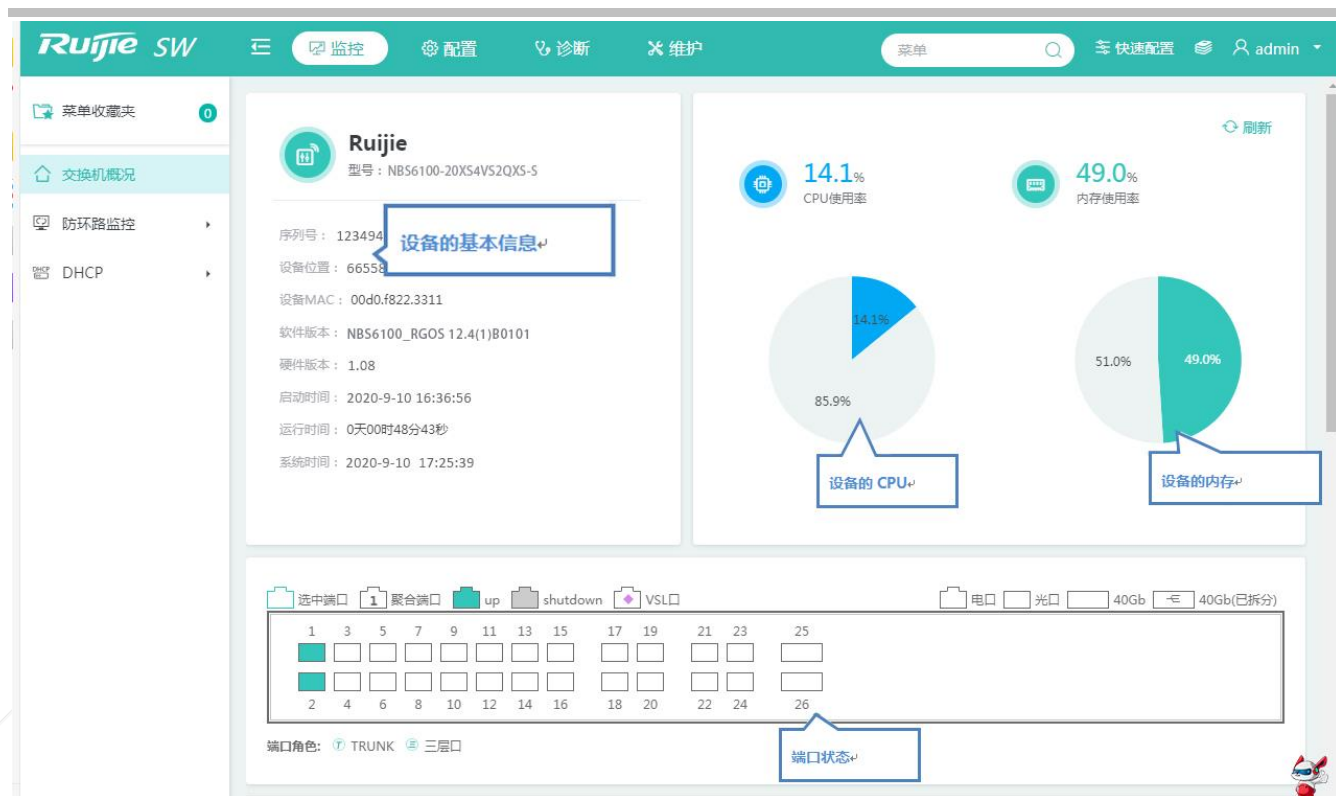 Ruijie SW
监控
配置
诊断
维护
菜单
快速配置
admin
菜单收藏夹 0
交换机概况
防环路监控
DHCP
Ruijie
型号：NBS6100-20XS4VS2QXS-S
序列号：123494
设备位置：66558
设备MAC：00d0.f822.3311
软件版本：NBS6100_RGOS 12.4(1)B0101
硬件版本：1.08
启动时间：2020-9-10 16:36:56
运行时间：0天00时48分43秒
系统时间：2020-9-10 17:25:39
设备的基本信息
刷新
14.1%
CPU使用率
49.0%
内存使用率
14.1%
85.9%
51.0%
49.0%
设备的 CPU
设备的内存
选中端口 1 聚合端口 up shutdown VSL口
电口 光口 40Gb 40Gb(已拆分)
1 3 5 7 9 11 13 15 17 19 21 23 25
2 4 6 8 10 12 14 16 18 20 22 24 26
端口角色: T TRUNK 三 三层口
端口状态